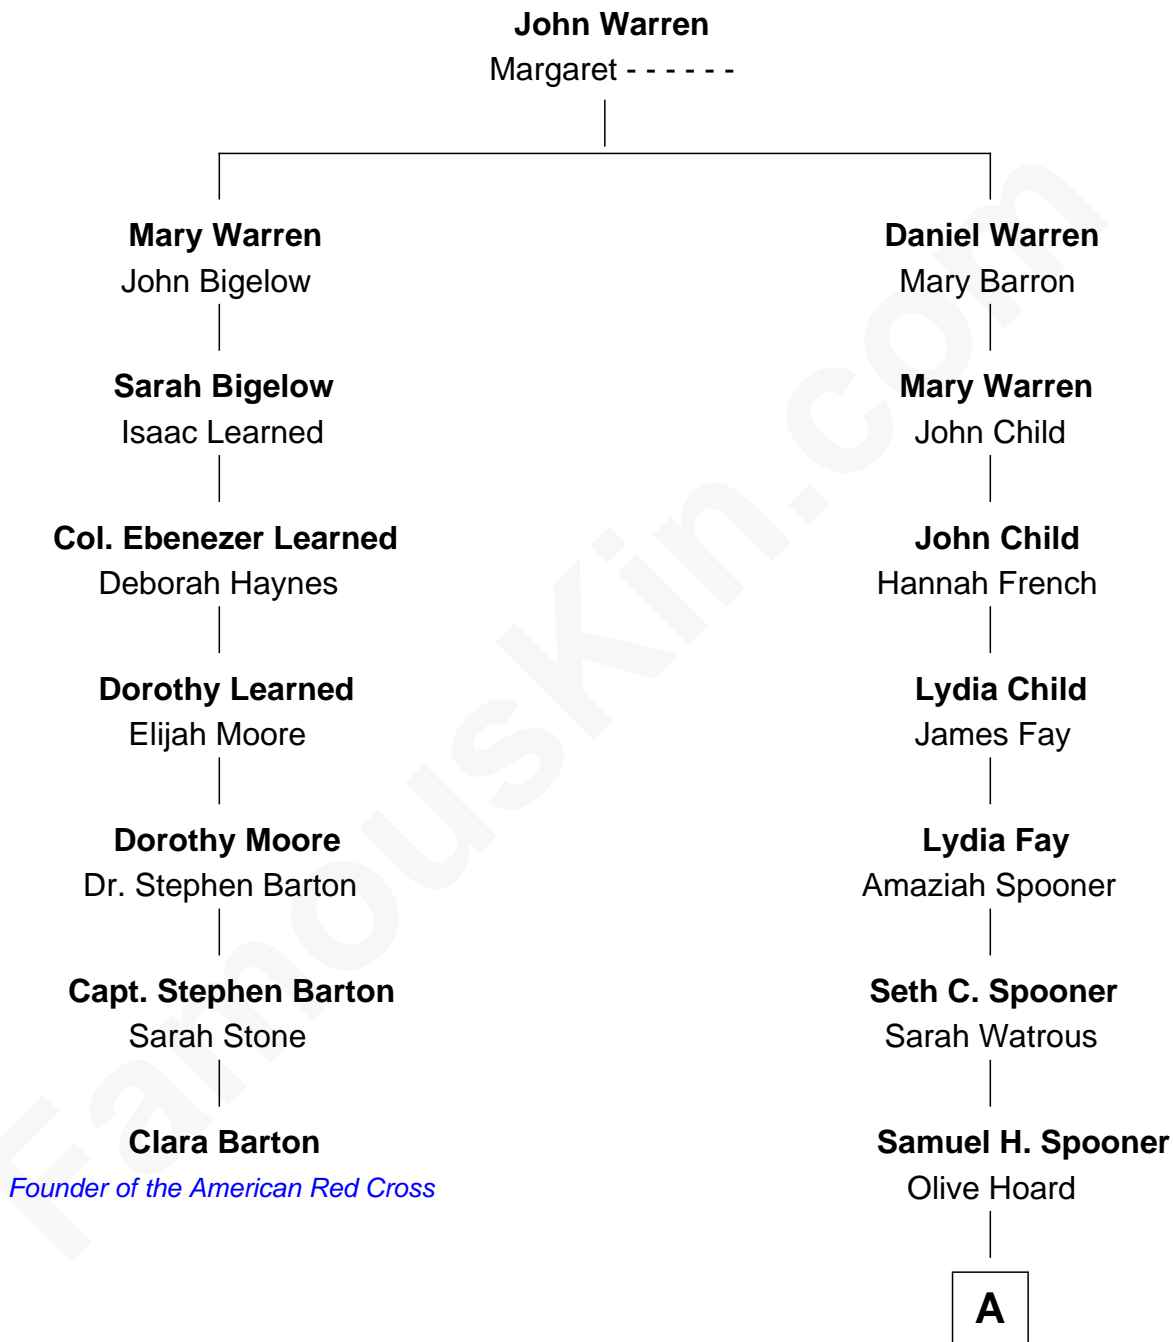 John Warren
Margaret - - - - - -
Mary Warren
John Bigelow
Daniel Warren
Mary Barron
Sarah Bigelow
Isaac Learned
Mary Warren
John Child
Col. Ebenezer Learned
Deborah Haynes
John Child
Hannah French
Dorothy Learned
Elijah Moore
Lydia Child
James Fay
Dorothy Moore
Dr. Stephen Barton
Lydia Fay
Amaziah Spooner
Capt. Stephen Barton
Sarah Stone
Seth C. Spooner
Sarah Watrous
Clara Barton
Founder of the American Red Cross
Samuel H. Spooner
Olive Hoard
A
FamousKin.com